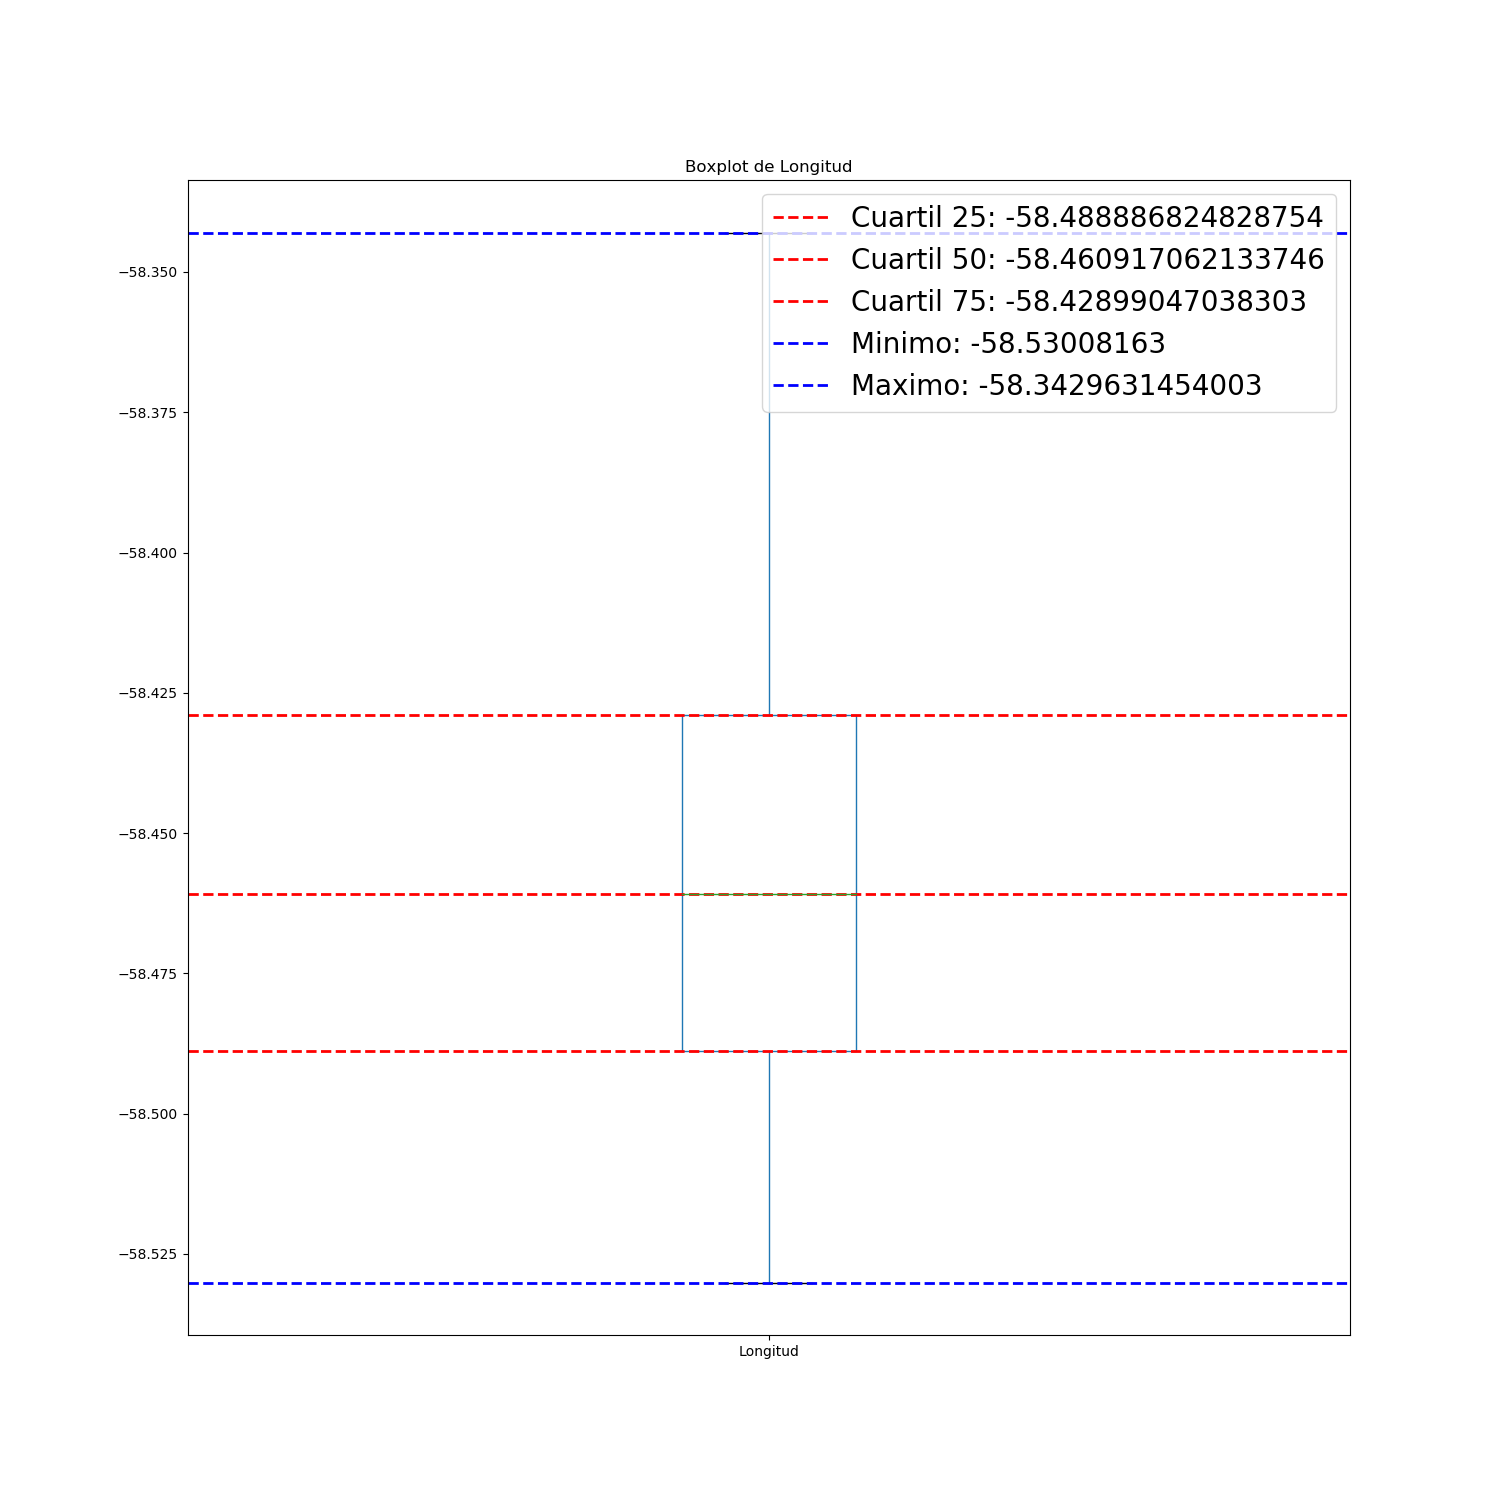 Boxplot de Longitud
Cuartil 25: -58.488886824828754
Cuartil 50: -58.460917062133746
Cuartil 75: -58.42899047038303
Minimo: -58.53008163
Maximo: -58.3429631454003
−58.350
−58.375
−58.400
−58.425
−58.450
−58.475
−58.500
−58.525
Longitud